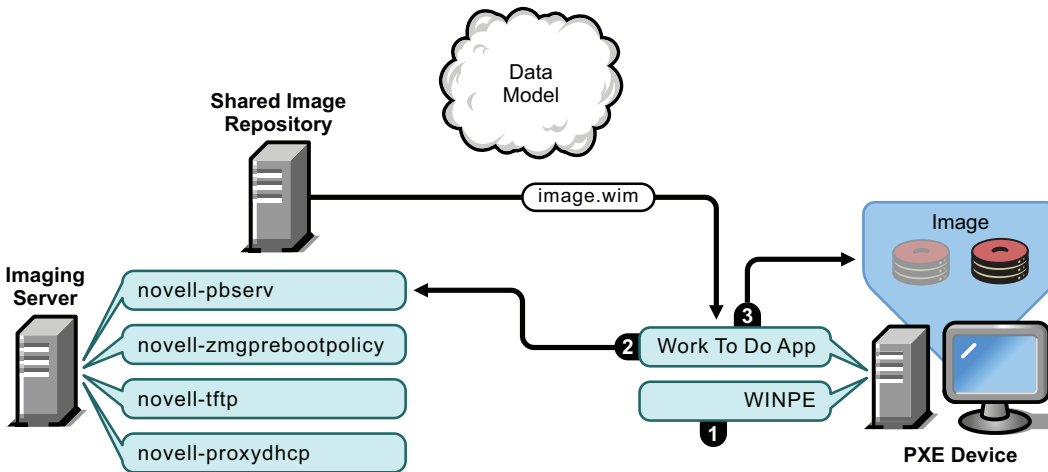 Data
Model
Shared Image
Repository
image.wim
Image
Imaging
Server
novell-pbserv
novell-zmgprebootpolicy
novell-tftp
novell-proxydhcp
3
2
Work To Do App
WINPE
1
PXE Device